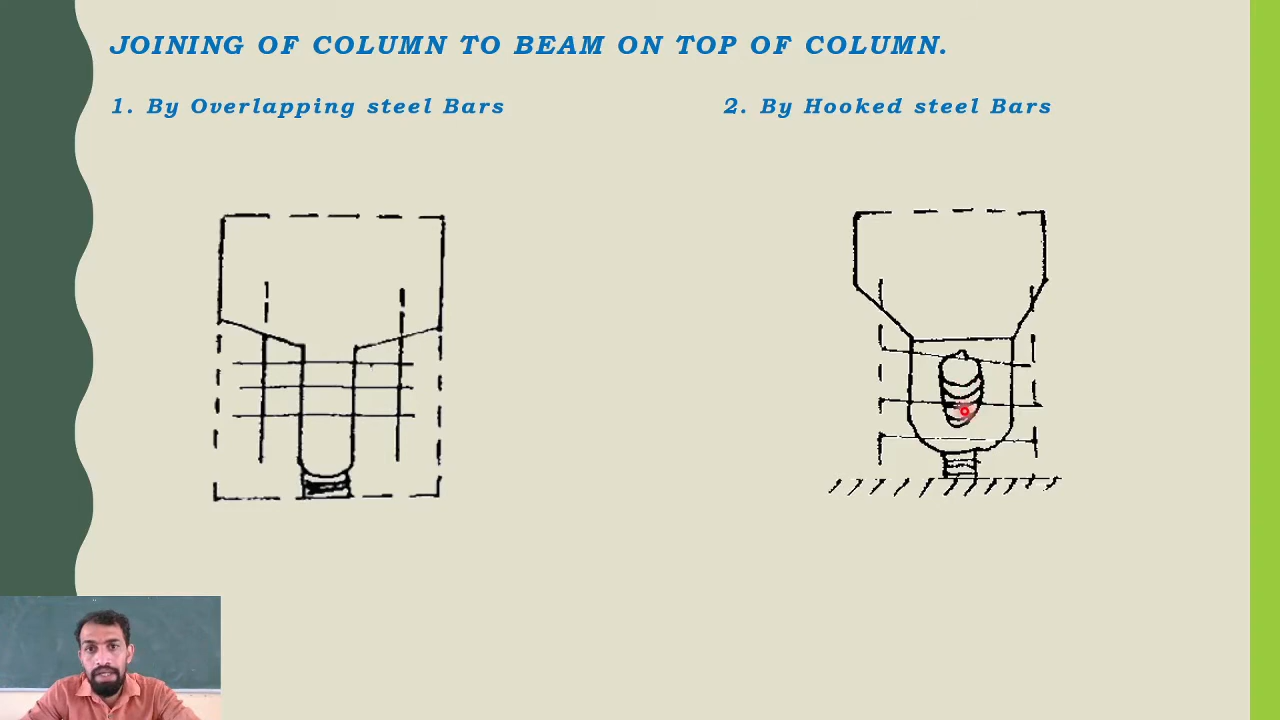 JOINING OF COLUMN TO BEAM ON TOP OF COLUMN.
1. By Overlapping steel Bars
2. By Hooked steel Bars